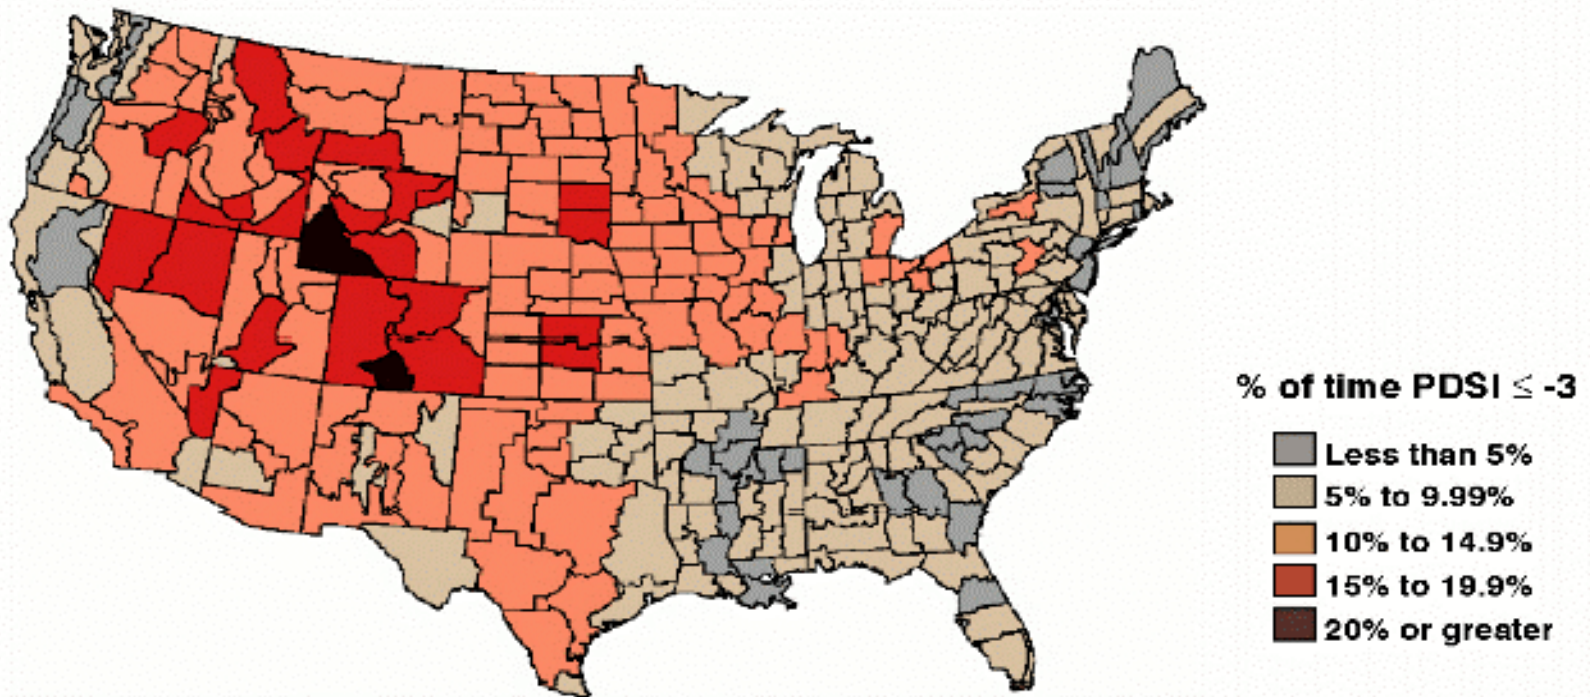 % of time PDSI ≤ -3
Less than 5%
5% to 9.99%
10% to 14.9%
15% to 19.9%
20% or greater